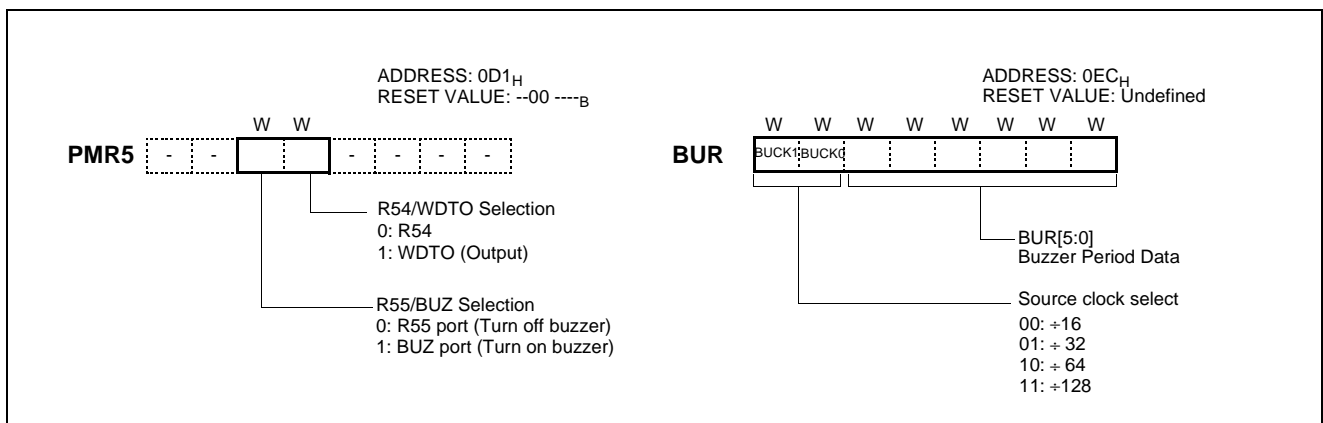 ADDRESS: 0D1H
RESET VALUE: --00 ----B
W W
PMR5 - - - - - -
R54/WDTO Selection
0: R54
1: WDTO (Output)
R55/BUZ Selection
0: R55 port (Turn off buzzer)
1: BUZ port (Turn on buzzer)
ADDRESS: 0ECH
RESET VALUE: Undefined
W W W W W W W W
BUR BUCK1 BUCK0
BUR[5:0]
Buzzer Period Data
Source clock select
00: ÷16
01: ÷ 32
10: ÷ 64
11: ÷128